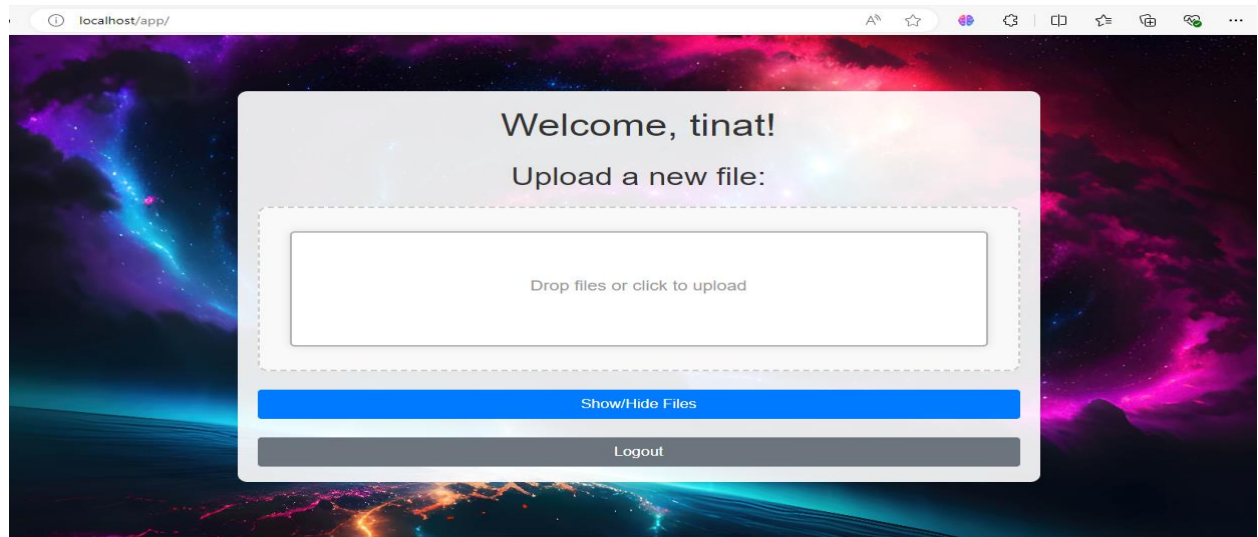 localhost/app/
Welcome, tinat!
Upload a new file:
Drop files or click to upload
Show/Hide Files
Logout